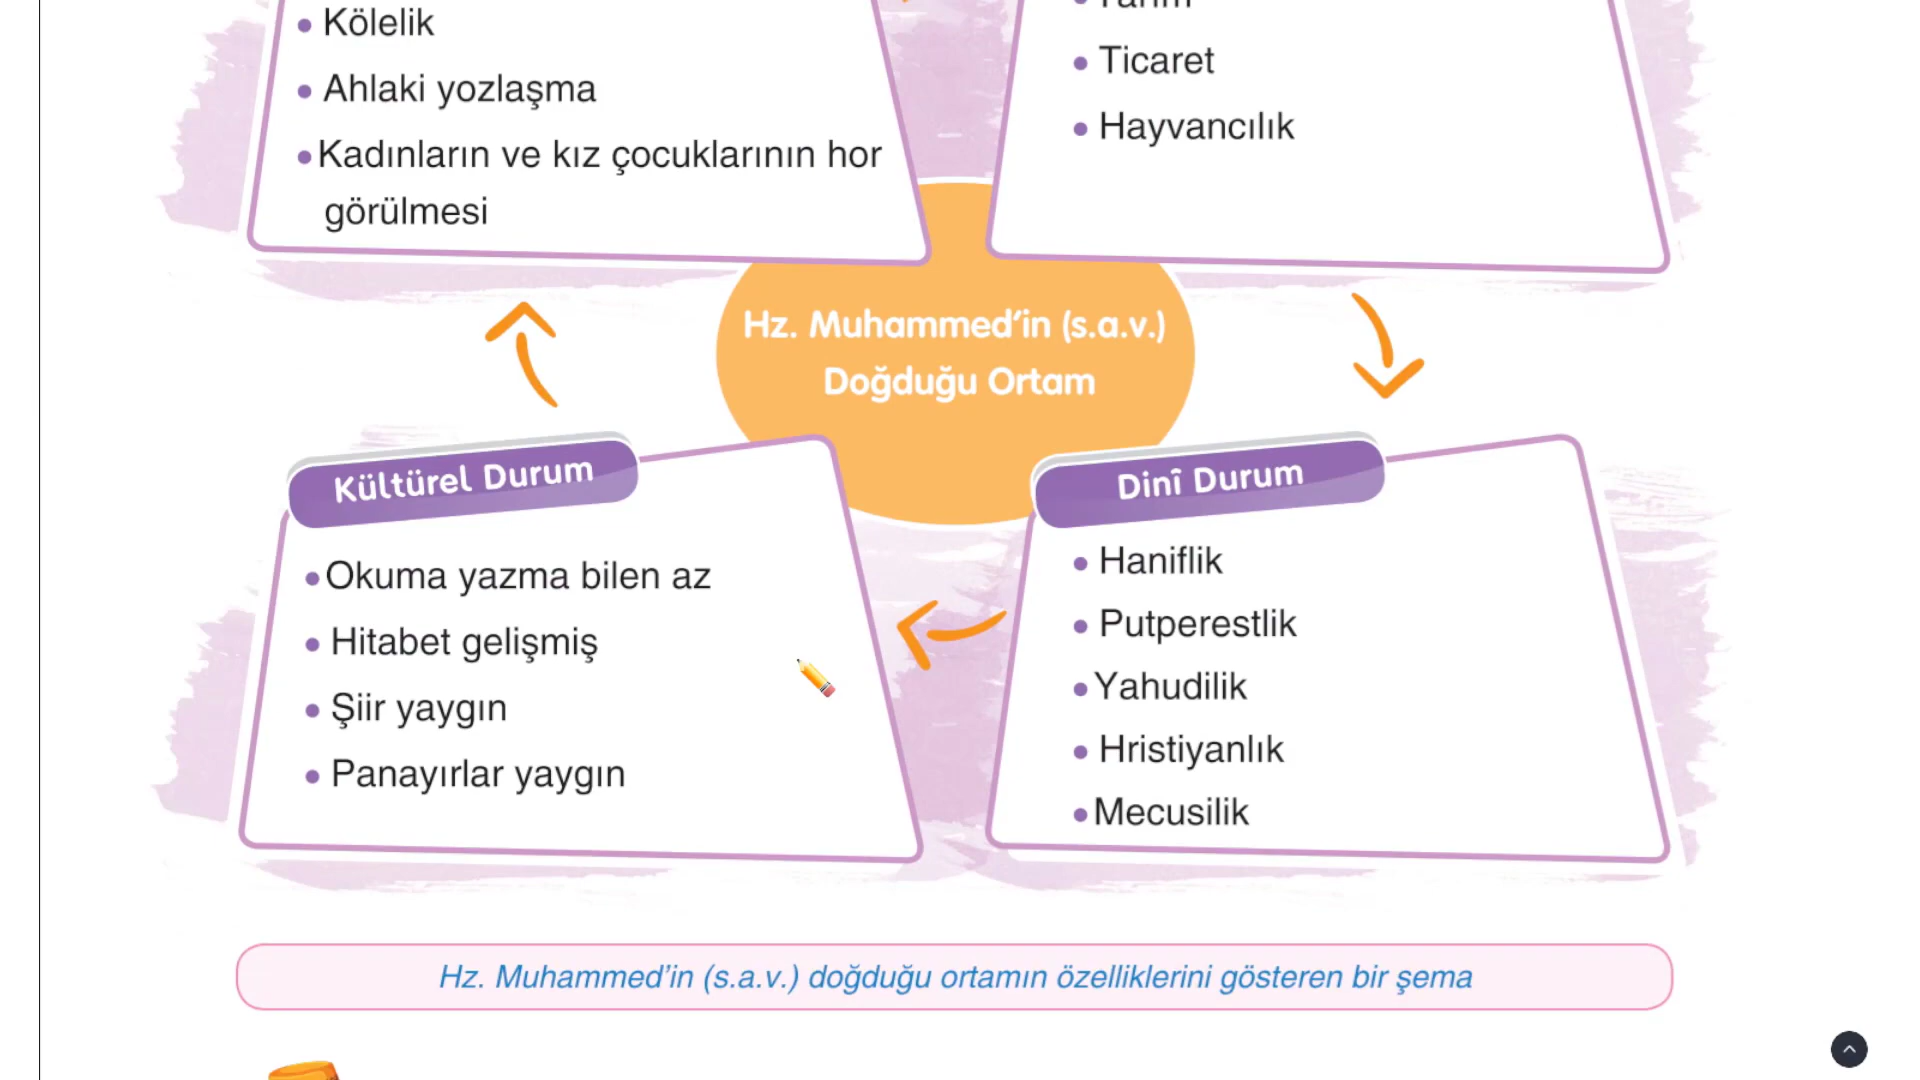 Kölelik
Ahlaki yozlaşma
Kadınların ve kız çocuklarının hor
görülmesi
Ticaret
Hayvancılık
Hz. Muhammed'in (s.a.v.)
Doğduğu Ortam
Kültürel Durum
Okuma yazma bilen az
Hitabet gelişmiş
Şiir yaygın
Panayırlar yaygın
Dinî Durum
Haniflik
Putperestlik
Yahudilik
Hristiyanlık
Mecusilik
Hz. Muhammed'in (s.a.v.) doğduğu ortamın özelliklerini gösteren bir şema